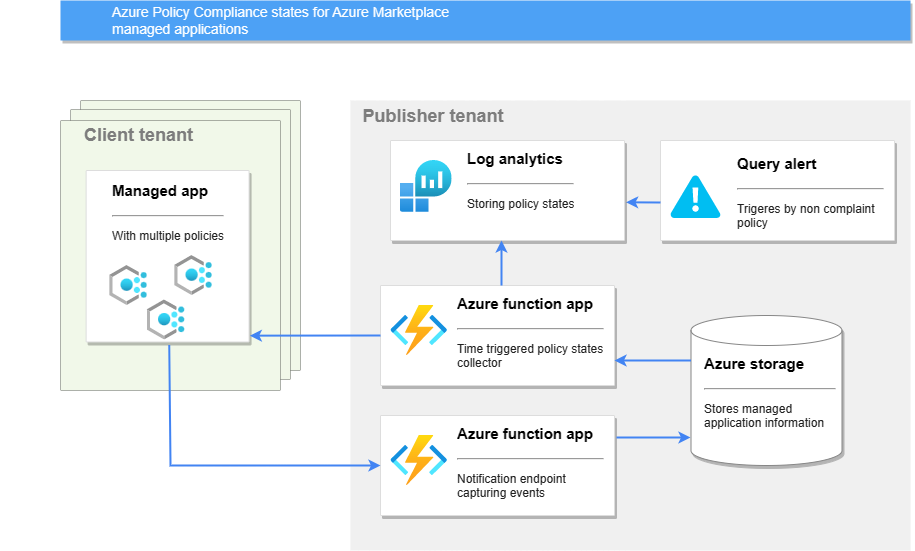 Azure Policy Compliance states for Azure Marketplace
managed applications
Client tenant
Managed app
With multiple policies
Publisher tenant
Log analytics
Storing policy states
Query alert
Trigeres by non complaint
policy
Azure function app
Time triggered policy states
collector
Azure storage
Stores managed
application information
Azure function app
Notification endpoint
capturing events